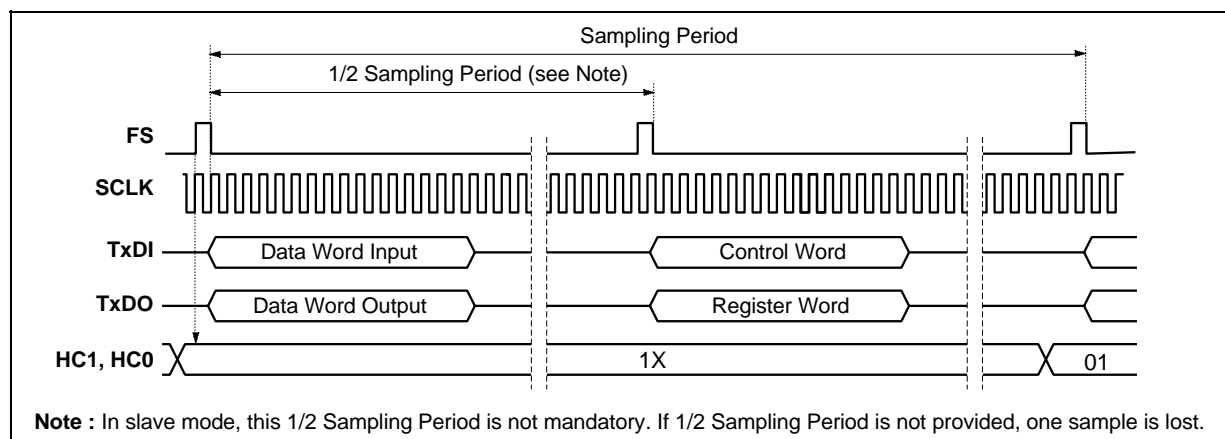 Sampling Period
1/2 Sampling Period (see Note)
FS
SCLK
TxDI
Data Word Input
Control Word
TxDO
Data Word Output
Register Word
HC1, HC0
1X
01
Note : In slave mode, this 1/2 Sampling Period is not mandatory. If 1/2 Sampling Period is not provided, one sample is lost.